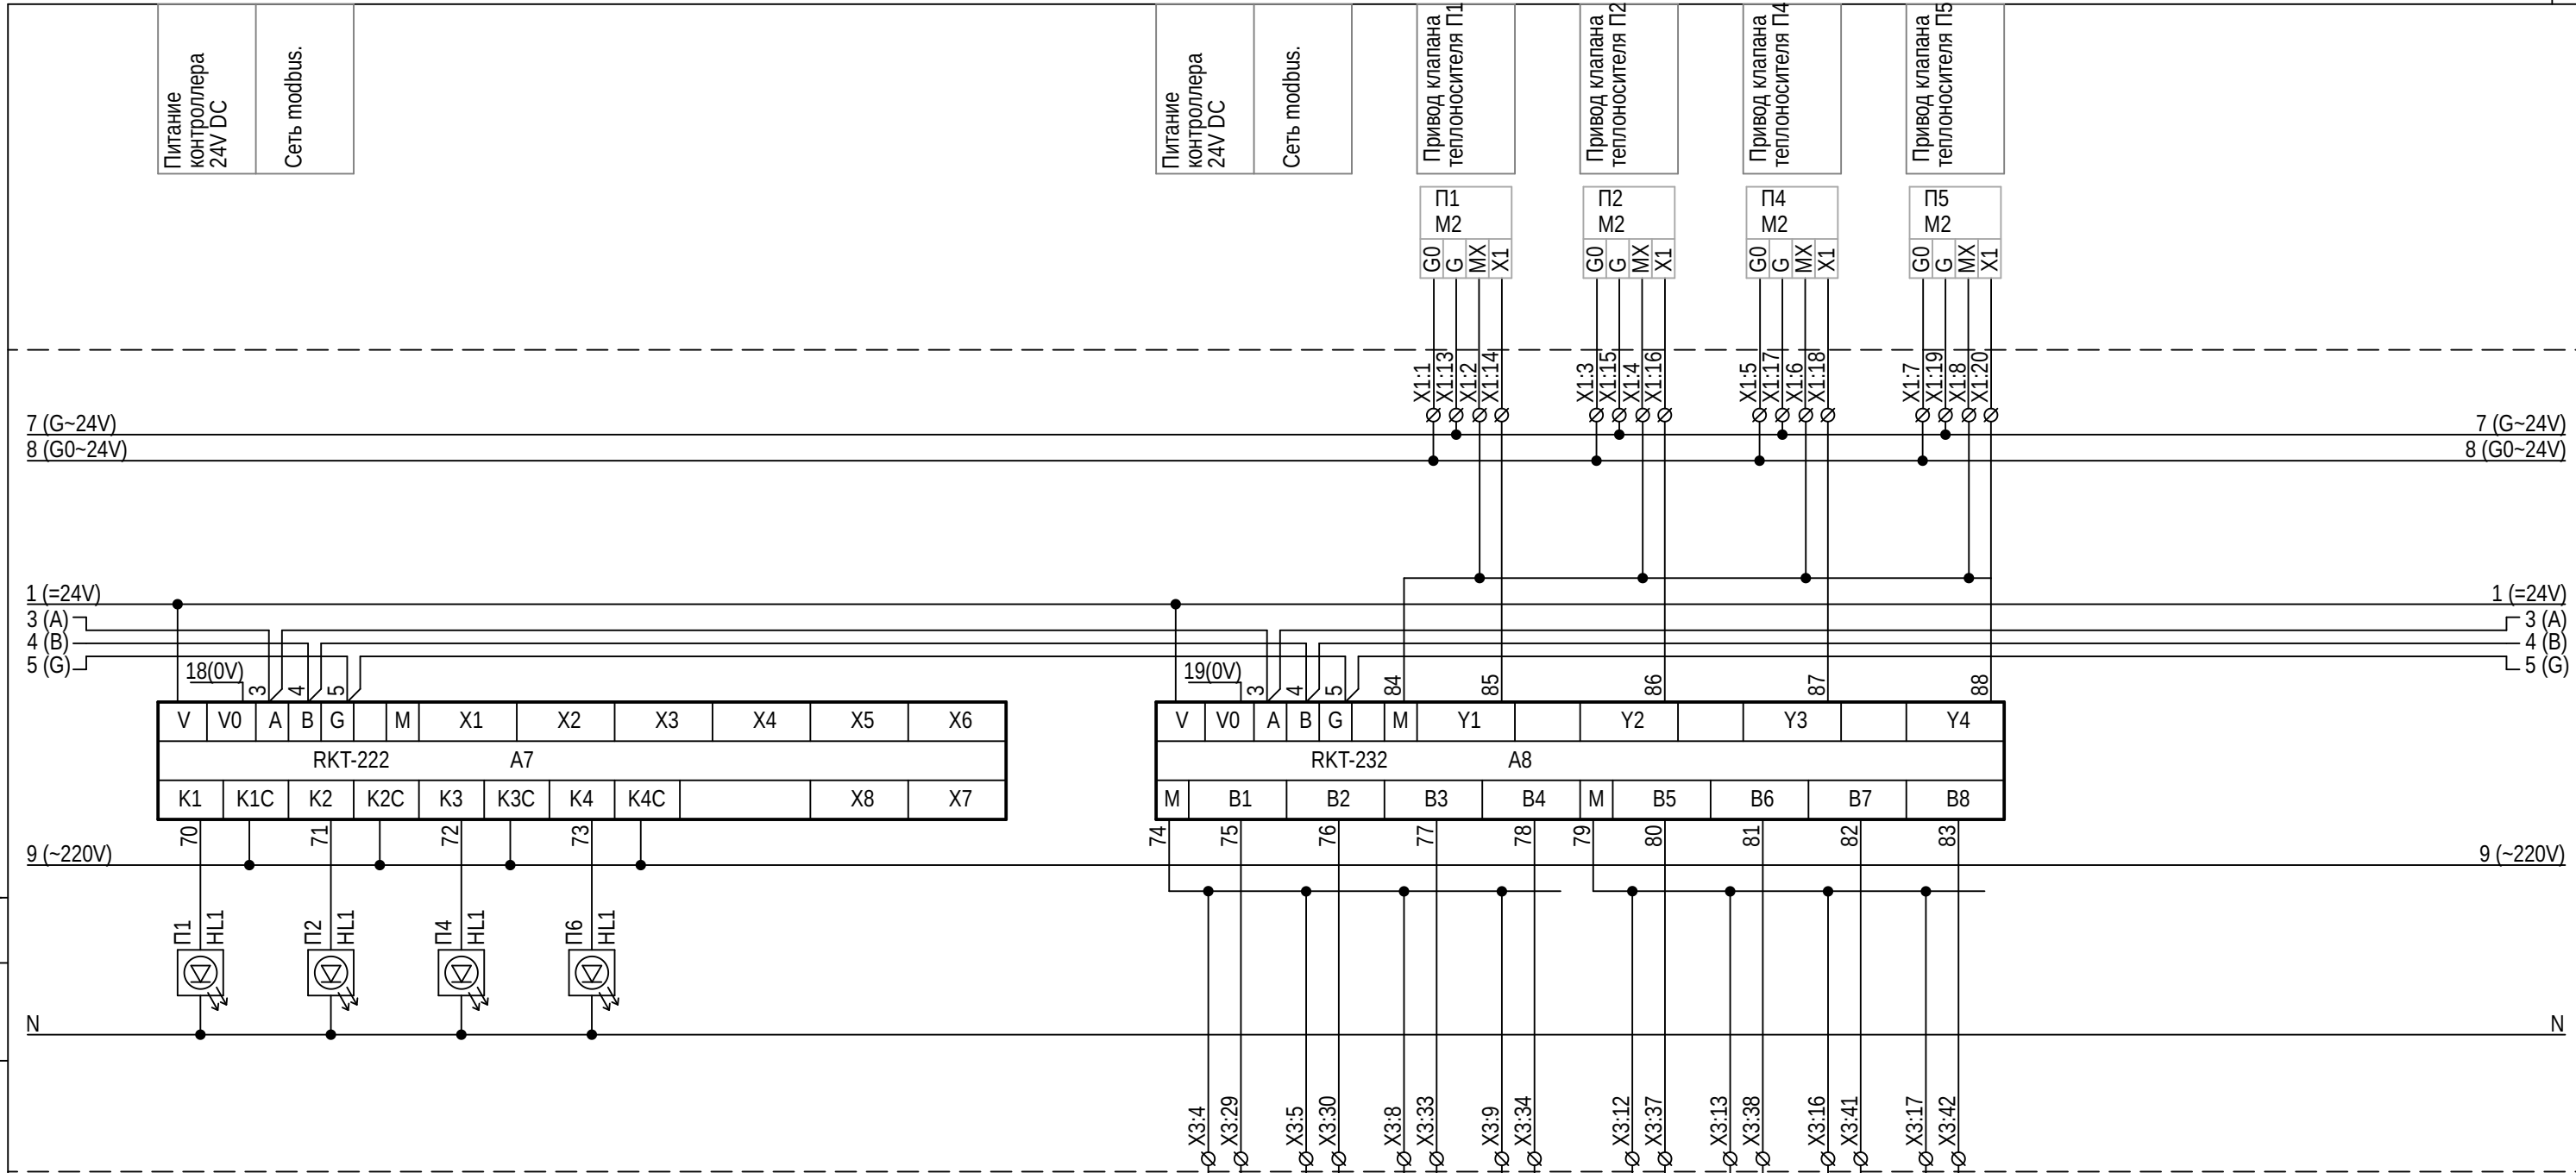 Питание
контроллера
24V DC
Сеть modbus.
Питание
контроллера
24V DC
Сеть modbus.
Привод клапана
теплоносителя П1
Привод клапана
теплоносителя П2
Привод клапана
теплоносителя П4
Привод клапана
теплоносителя П5
П1
М2
G0 G MX X1
П2
М2
G0 G MX X1
П4
М2
G0 G MX X1
П5
М2
G0 G MX X1
X1:1 X1:13 X1:2 X1:14
X1:3 X1:15 X1:4 X1:16
X1:5 X1:17 X1:6 X1:18
X1:7 X1:19 X1:8 X1:20
7 (G~24V) 7 (G~24V)
8 (G0~24V) 8 (G0~24V)
1 (=24V) 1 (=24V)
3 (A) 3 (A)
4 (B) 4 (B)
5 (G) 5 (G)
18(0V) 3 4 5
19(0V) 3 4 5 84 85 86 87 88
V V0 A B G M X1 X2 X3 X4 X5 X6
RKT-222 A7
K1 K1C K2 K2C K3 K3C K4 K4C X8 X7
V V0 A B G M Y1 Y2 Y3 Y4
RKT-232 A8
M B1 B2 B3 B4 M B5 B6 B7 B8
70 71 72 73
74 75 76 77 78 79 80 81 82 83
9 (~220V) 9 (~220V)
П1
HL1
П2
HL1
П4
HL1
П6
HL1
N N
X3:4 X3:29 X3:5 X3:30 X3:8 X3:33 X3:9 X3:34 X3:12 X3:37 X3:13 X3:38 X3:16 X3:41 X3:17 X3:42